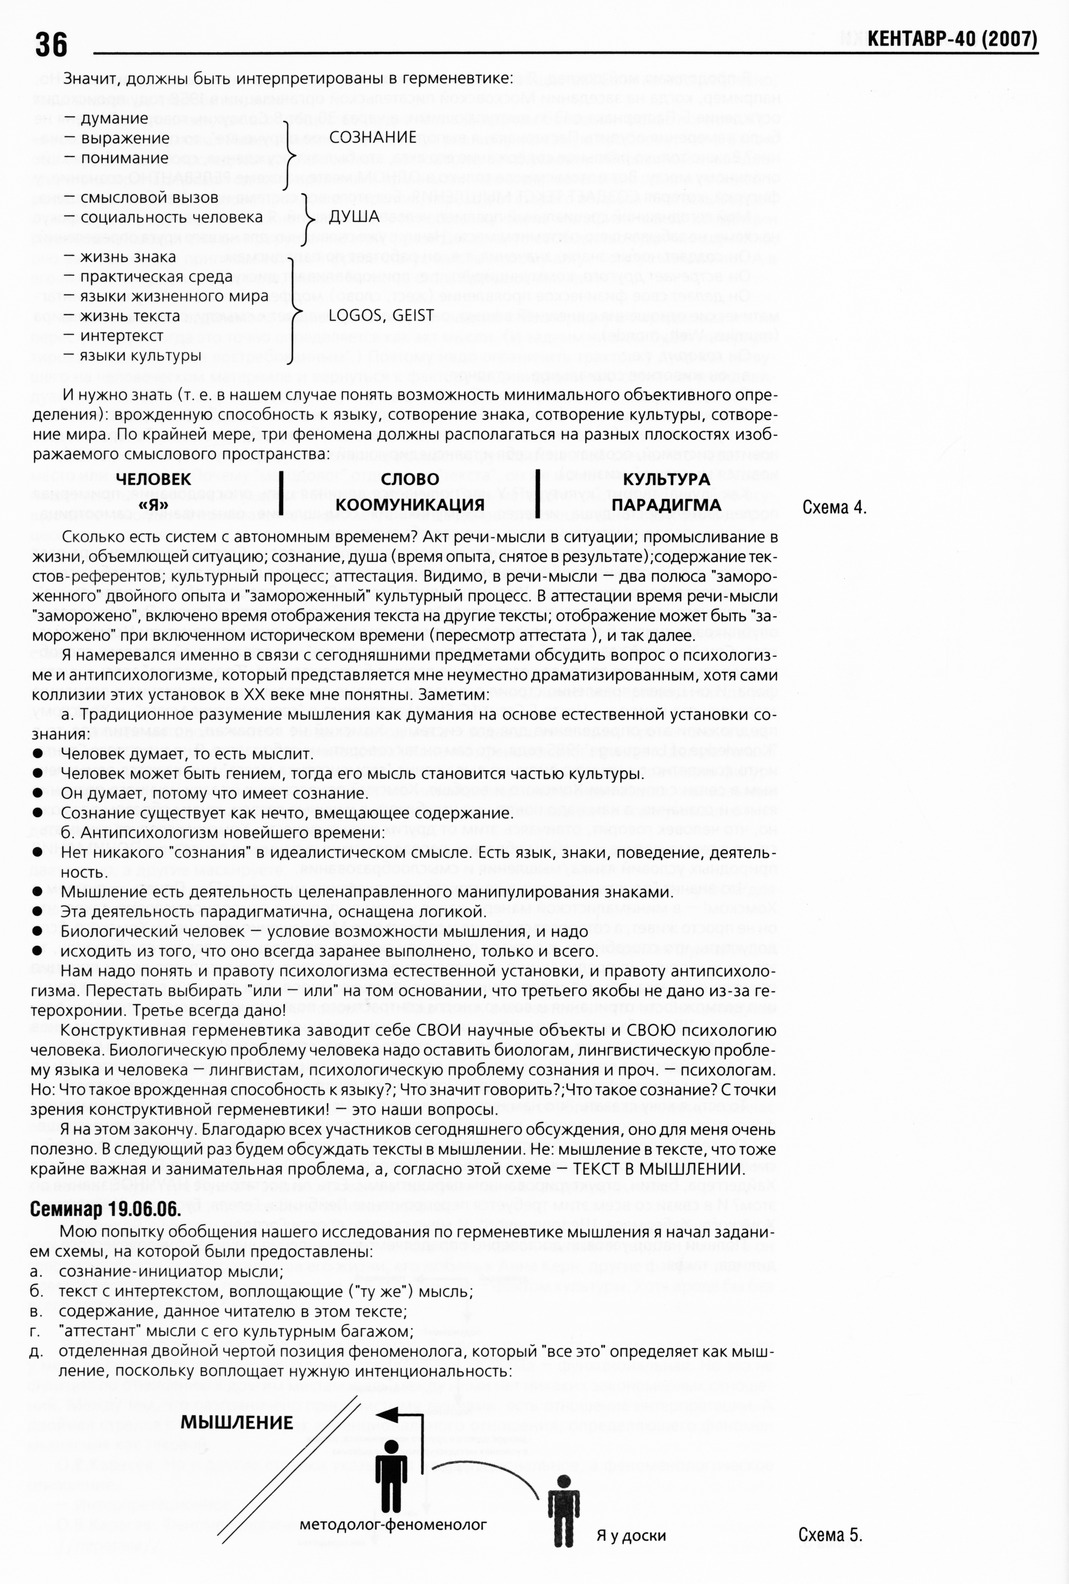 36
КЕНТАВР-40 (2007)
Значит, должны быть интерпретированы в герменевтике:
— думание
— выражение
— понимание
СОЗНАНИЕ
— смысловой вызов
— социальность человека
ДУША
— жизнь знака
— практическая среда
— языки жизненного мира
— жизнь текста
— интертекст
— языки культуры
LOGOS, GEIST
И нужно знать (т. е. в нашем случае понять возможность минимального объективного опре-
деления): врожденную способность к языку, сотворение знака, сотворение культуры, сотворе-
ние мира. По крайней мере, три феномена должны располагаться на разных плоскостях изоб-
ражаемого смыслового пространства:
ЧЕЛОВЕК
«Я»
СЛОВО
КООМУНИКАЦИЯ
КУЛЬТУРА
ПАРАДИГМА
Схема 4.
Сколько есть систем с автономным временем? Акт речи-мысли в ситуации; промысливание в
жизни, объемлющей ситуацию; сознание, душа (время опыта, снятое в результате);содержание тек-
стов-референтов; культурный процесс; аттестация. Видимо, в речи-мысли — два полюса "заморо-
женного" двойного опыта и "замороженный" культурный процесс. В аттестации время речи-мысли
"заморожено", включено время отображения текста на другие тексты; отображение может быть "за-
морожено" при включенном историческом времени (пересмотр аттестата ), и так далее.
Я намеревался именно в связи с сегодняшними предметами обсудить вопрос о психологиз-
ме и антипсихологизме, который представляется мне неуместно драматизированным, хотя сами
коллизии этих установок в XX веке мне понятны. Заметим:
а. Традиционное разумение мышления как думания на основе естественной установки со-
знания:
● Человек думает, то есть мыслит.
● Человек может быть гением, тогда его мысль становится частью культуры.
● Он думает, потому что имеет сознание.
● Сознание существует как нечто, вмещающее содержание.
б. Антипсихологизм новейшего времени:
● Нет никакого "сознания" в идеалистическом смысле. Есть язык, знаки, поведение, деятель-
ность.
● Мышление есть деятельность целенаправленного манипулирования знаками.
● Эта деятельность парадигматична, оснащена логикой.
● Биологический человек — условие возможности мышления, и надо
● исходить из того, что оно всегда заранее выполнено, только и всего.
Нам надо понять и правоту психологизма естественной установки, и правоту антипсихоло-
гизма. Перестать выбирать "или — или" на том основании, что третьего якобы не дано из-за ге-
терохронии. Третье всегда дано!
Конструктивная герменевтика заводит себе СВОИ научные объекты и СВОЮ психологию
человека. Биологическую проблему человека надо оставить биологам, лингвистическую пробле-
му языка и человека — лингвистам, психологическую проблему сознания и проч. — психологам.
Но: Что такое врожденная способность к языку?; Что значит говорить?;Что такое сознание? С точки
зрения конструктивной герменевтики! — это наши вопросы.
Я на этом закончу. Благодарю всех участников сегодняшнего обсуждения, оно для меня очень
полезно. В следующий раз будем обсуждать тексты в мышлении. Не: мышление в тексте, что тоже
крайне важная и занимательная проблема, а, согласно этой схеме — ТЕКСТ В МЫШЛЕНИИ.
Семинар 19.06.06.
Мою попытку обобщения нашего исследования по герменевтике мышления я начал задани-
ем схемы, на которой были предоставлены:
а. сознание-инициатор мысли;
б. текст с интертекстом, воплощающие ("ту же") мысль;
в. содержание, данное читателю в этом тексте;
г. "аттестант" мысли с его культурным багажом;
д. отделенная двойной чертой позиция феноменолога, который "все это" определяет как мыш-
ление, поскольку воплощает нужную интенциональность:
МЫШЛЕНИЕ
методолог-феноменолог
Я у доски
Схема 5.